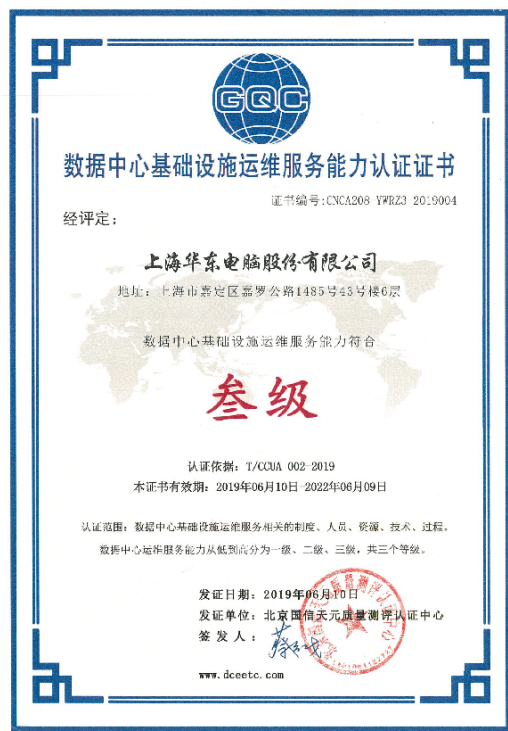 GQC
数据中心基础设施运维服务能力认证证书
证书编号:CNCA208 YWRZ3 2019004
经评定:
上海华东电脑股份有限公司
地址: 上海市嘉定区嘉罗公路1485号43号楼6层
数据中心基础设施运维服务能力符合
叁级
认证依据: T/CCUA 002-2019
本证书有效期: 2019年06月10日-2022年06月09日
认证范围: 数据中心基础设施运维服务相关的制度、人员、资源、技术、过程。
数据中心运维服务能力从低到高分为一级、二级、三级, 共三个等级。
发证日期: 2019年06月10日
发证单位: 北京国信天元质量测评认证中心
签发人:
www.dceetc.com